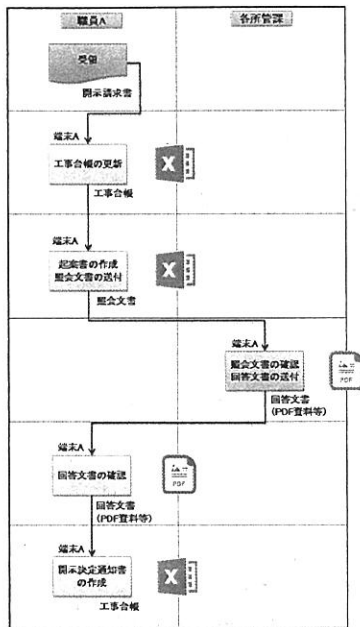 職員A
各所管課
受領
開示請求書
端末A
工事台帳の更新
X
工事台帳
端末A
起案書の作成
照会文書の送付
X
照会文書
端末A
照会文書の確認
回答文書の送付
PDF
回答文書
(PDF資料等)
端末A
回答文書の確認
PDF
回答文書
(PDF資料等)
端末A
開示決定通知書
の作成
X
工事台帳